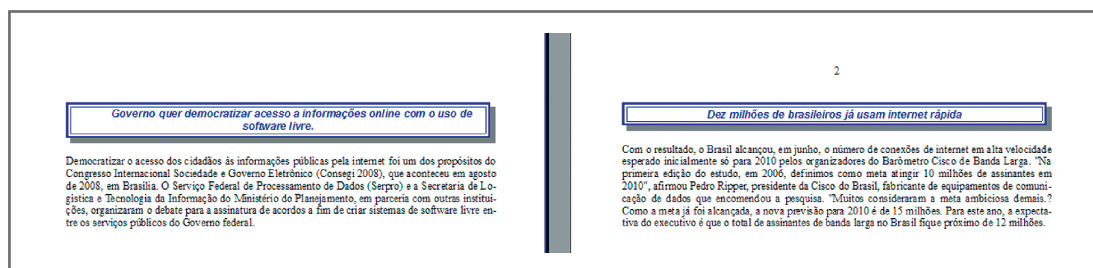 Governo quer democratizar acesso a informações online com o uso de
software livre.
Democratizar o acesso dos cidadãos às informações públicas pela internet foi um dos propósitos do
Congresso Internacional Sociedade e Governo Eletrônico (Consegi 2008), que aconteceu em agosto
de 2008, em Brasília. O Serviço Federal de Processamento de Dados (Serpro) e a Secretaria de Lo-
gística e Tecnologia da Informação do Ministério do Planejamento, em parceria com outras institui-
ções, organizaram o debate para a assinatura de acordos a fim de criar sistemas de software livre en-
tre os serviços públicos do Governo federal.
2
Dez milhões de brasileiros já usam internet rápida
Com o resultado, o Brasil alcançou, em junho, o número de conexões de internet em alta velocidade
esperado inicialmente só para 2010 pelos organizadores do Barômetro Cisco de Banda Larga. "Na
primeira edição do estudo, em 2006, definimos como meta atingir 10 milhões de assinantes em
2010", afirmou Pedro Ripper, presidente da Cisco do Brasil, fabricante de equipamentos de comuni-
cação de dados que encomendou a pesquisa. "Muitos consideraram a meta ambiciosa demais.?
Como a meta já foi alcançada, a nova previsão para 2010 é de 15 milhões. Para este ano, a expecta-
tiva do executivo é que o total de assinantes de banda larga no Brasil fique próximo de 12 milhões.